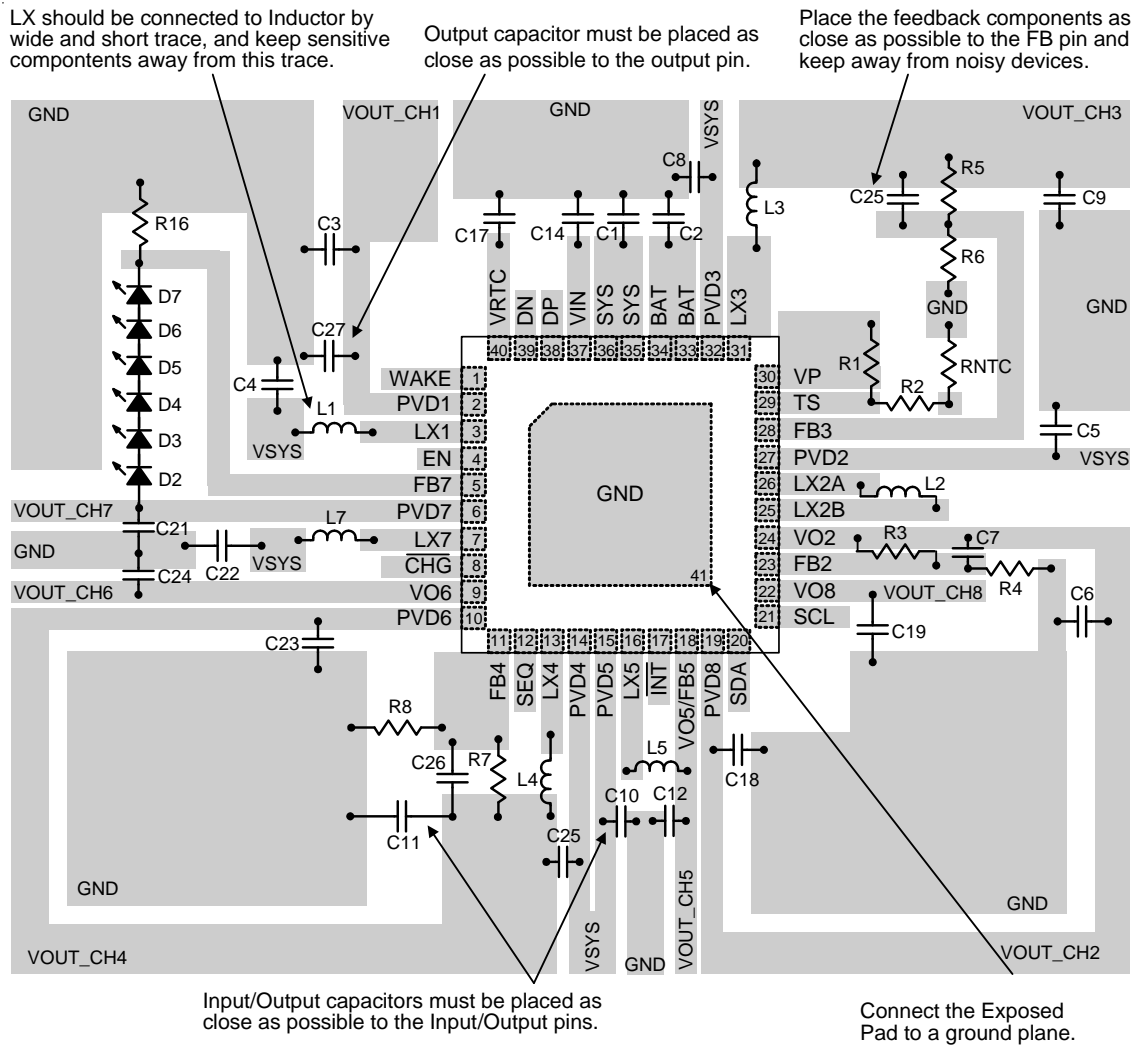 LX should be connected to Inductor by
wide and short trace, and keep sensitive
compontents away from this trace.
Output capacitor must be placed as
close as possible to the output pin.
Place the feedback components as
close as possible to the FB pin and
keep away from noisy devices.
GND
VOUT_CH1
GND
VSYS
VOUT_CH3
C8
R16
C3
C17
C14
C1
C2
L3
C25
R5
C9
R6
GND
GND
D7
D6
D5
D4
D3
D2
C27
C4
L1
VSYS
VRTC
DN
DP
VIN
SYS
SYS
BAT
BAT
PVD3
LX3
40
39
38
37
36
35
34
33
32
31
WAKE 1
PVD1 2
LX1 3
EN 4
FB7 5
PVD7 6
LX7 7
CHG 8
VO6 9
PVD6 10
30 VP
29 TS
28 FB3
27 PVD2
26 LX2A
25 LX2B
24 VO2
23 FB2
22 VO8
21 SCL
GND
41
R1
R2
RNTC
C5
VSYS
L2
R3
C7
R4
VOUT_CH8
C6
C19
VOUT_CH7
C21
L7
GND
C22
VSYS
C24
VOUT_CH6
C23
11
12
13
14
15
16
17
18
19
20
FB4
SEQ
LX4
PVD4
PVD5
LX5
INT
VO5/FB5
PVD8
SDA
R8
C26
R7
L4
L5
C18
C10
C12
C11
C25
GND
GND
VOUT_CH4
VSYS
GND
VOUT_CH5
VOUT_CH2
Input/Output capacitors must be placed as
close as possible to the Input/Output pins.
Connect the Exposed
Pad to a ground plane.